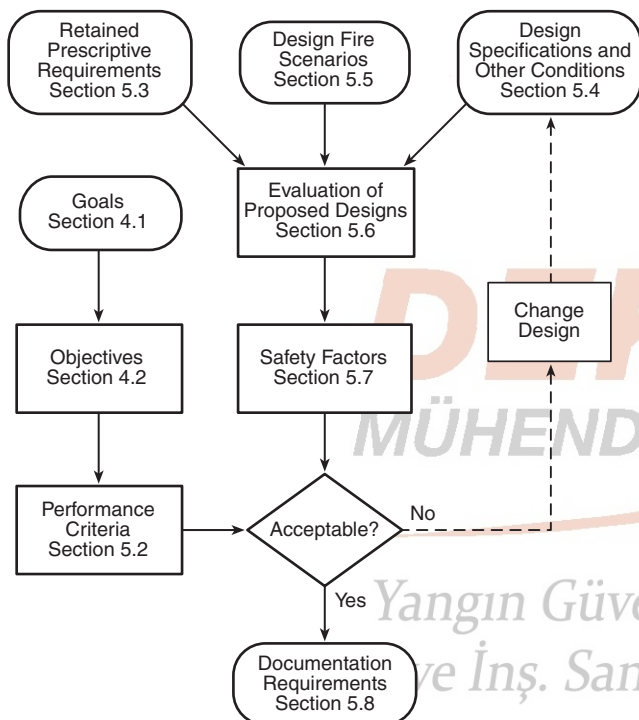 Retained
Prescriptive
Requirements
Section 5.3
Design Fire
Scenarios
Section 5.5
Design
Specifications and
Other Conditions
Section 5.4
Goals
Section 4.1
Evaluation of
Proposed Designs
Section 5.6
Change
Design
Objectives
Section 4.2
Safety Factors
Section 5.7
Performance
Criteria
Section 5.2
Acceptable?
No
Yes
Documentation
Requirements
Section 5.8
MÜHEND
Yangın Güve
ve İnş. San